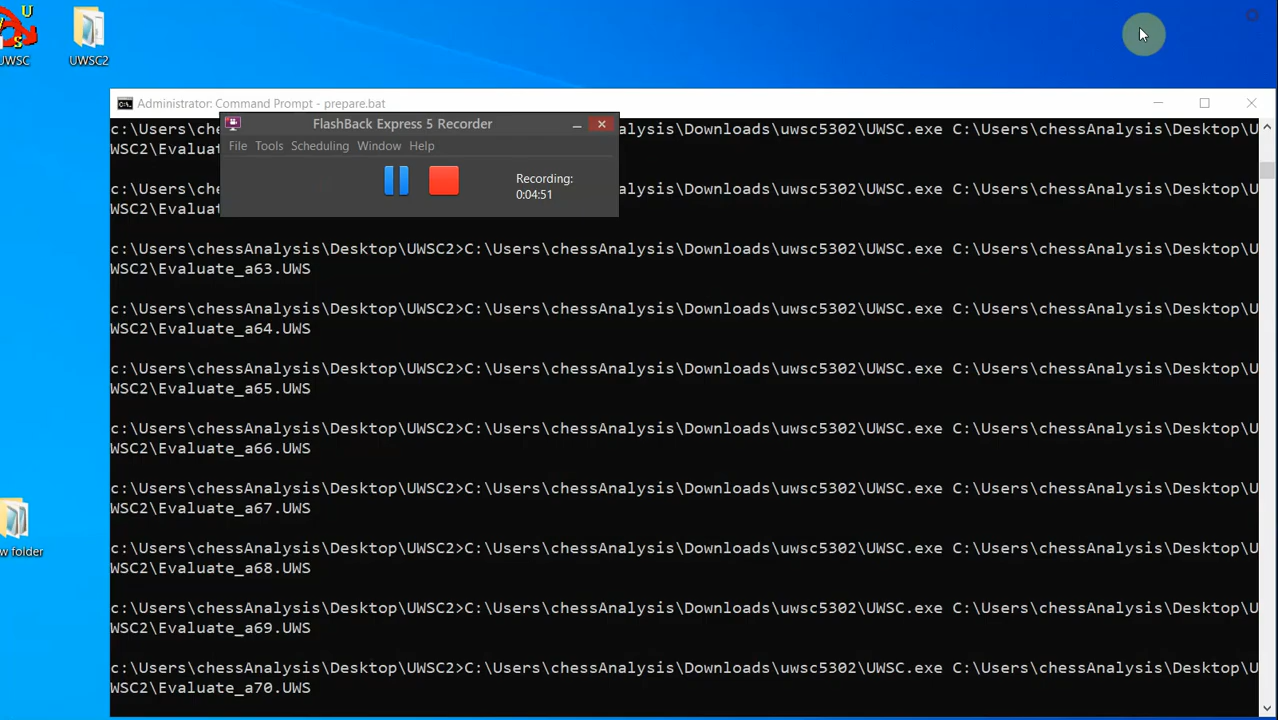 U
S
UWSC
UWSC2
Administrator: Command Prompt - prepare.bat
FlashBack Express 5 Recorder
File Tools Scheduling Window Help
Recording:
0:04:51
c:\Users\che
alysis\Downloads\uwsc5302\UWSC.exe C:\Users\chessAnalysis\Desktop\U
WSC2\Evaluat
c:\Users\che
alysis\Downloads\uwsc5302\UWSC.exe C:\Users\chessAnalysis\Desktop\U
WSC2\Evaluat
c:\Users\chessAnalysis\Desktop\UWSC2>C:\Users\chessAnalysis\Downloads\uwsc5302\UWSC.exe C:\Users\chessAnalysis\Desktop\U
WSC2\Evaluate_a63.UWS
c:\Users\chessAnalysis\Desktop\UWSC2>C:\Users\chessAnalysis\Downloads\uwsc5302\UWSC.exe C:\Users\chessAnalysis\Desktop\U
WSC2\Evaluate_a64.UWS
c:\Users\chessAnalysis\Desktop\UWSC2>C:\Users\chessAnalysis\Downloads\uwsc5302\UWSC.exe C:\Users\chessAnalysis\Desktop\U
WSC2\Evaluate_a65.UWS
c:\Users\chessAnalysis\Desktop\UWSC2>C:\Users\chessAnalysis\Downloads\uwsc5302\UWSC.exe C:\Users\chessAnalysis\Desktop\U
WSC2\Evaluate_a66.UWS
c:\Users\chessAnalysis\Desktop\UWSC2>C:\Users\chessAnalysis\Downloads\uwsc5302\UWSC.exe C:\Users\chessAnalysis\Desktop\U
WSC2\Evaluate_a67.UWS
c:\Users\chessAnalysis\Desktop\UWSC2>C:\Users\chessAnalysis\Downloads\uwsc5302\UWSC.exe C:\Users\chessAnalysis\Desktop\U
WSC2\Evaluate_a68.UWS
c:\Users\chessAnalysis\Desktop\UWSC2>C:\Users\chessAnalysis\Downloads\uwsc5302\UWSC.exe C:\Users\chessAnalysis\Desktop\U
WSC2\Evaluate_a69.UWS
c:\Users\chessAnalysis\Desktop\UWSC2>C:\Users\chessAnalysis\Downloads\uwsc5302\UWSC.exe C:\Users\chessAnalysis\Desktop\U
WSC2\Evaluate_a70.UWS
w folder